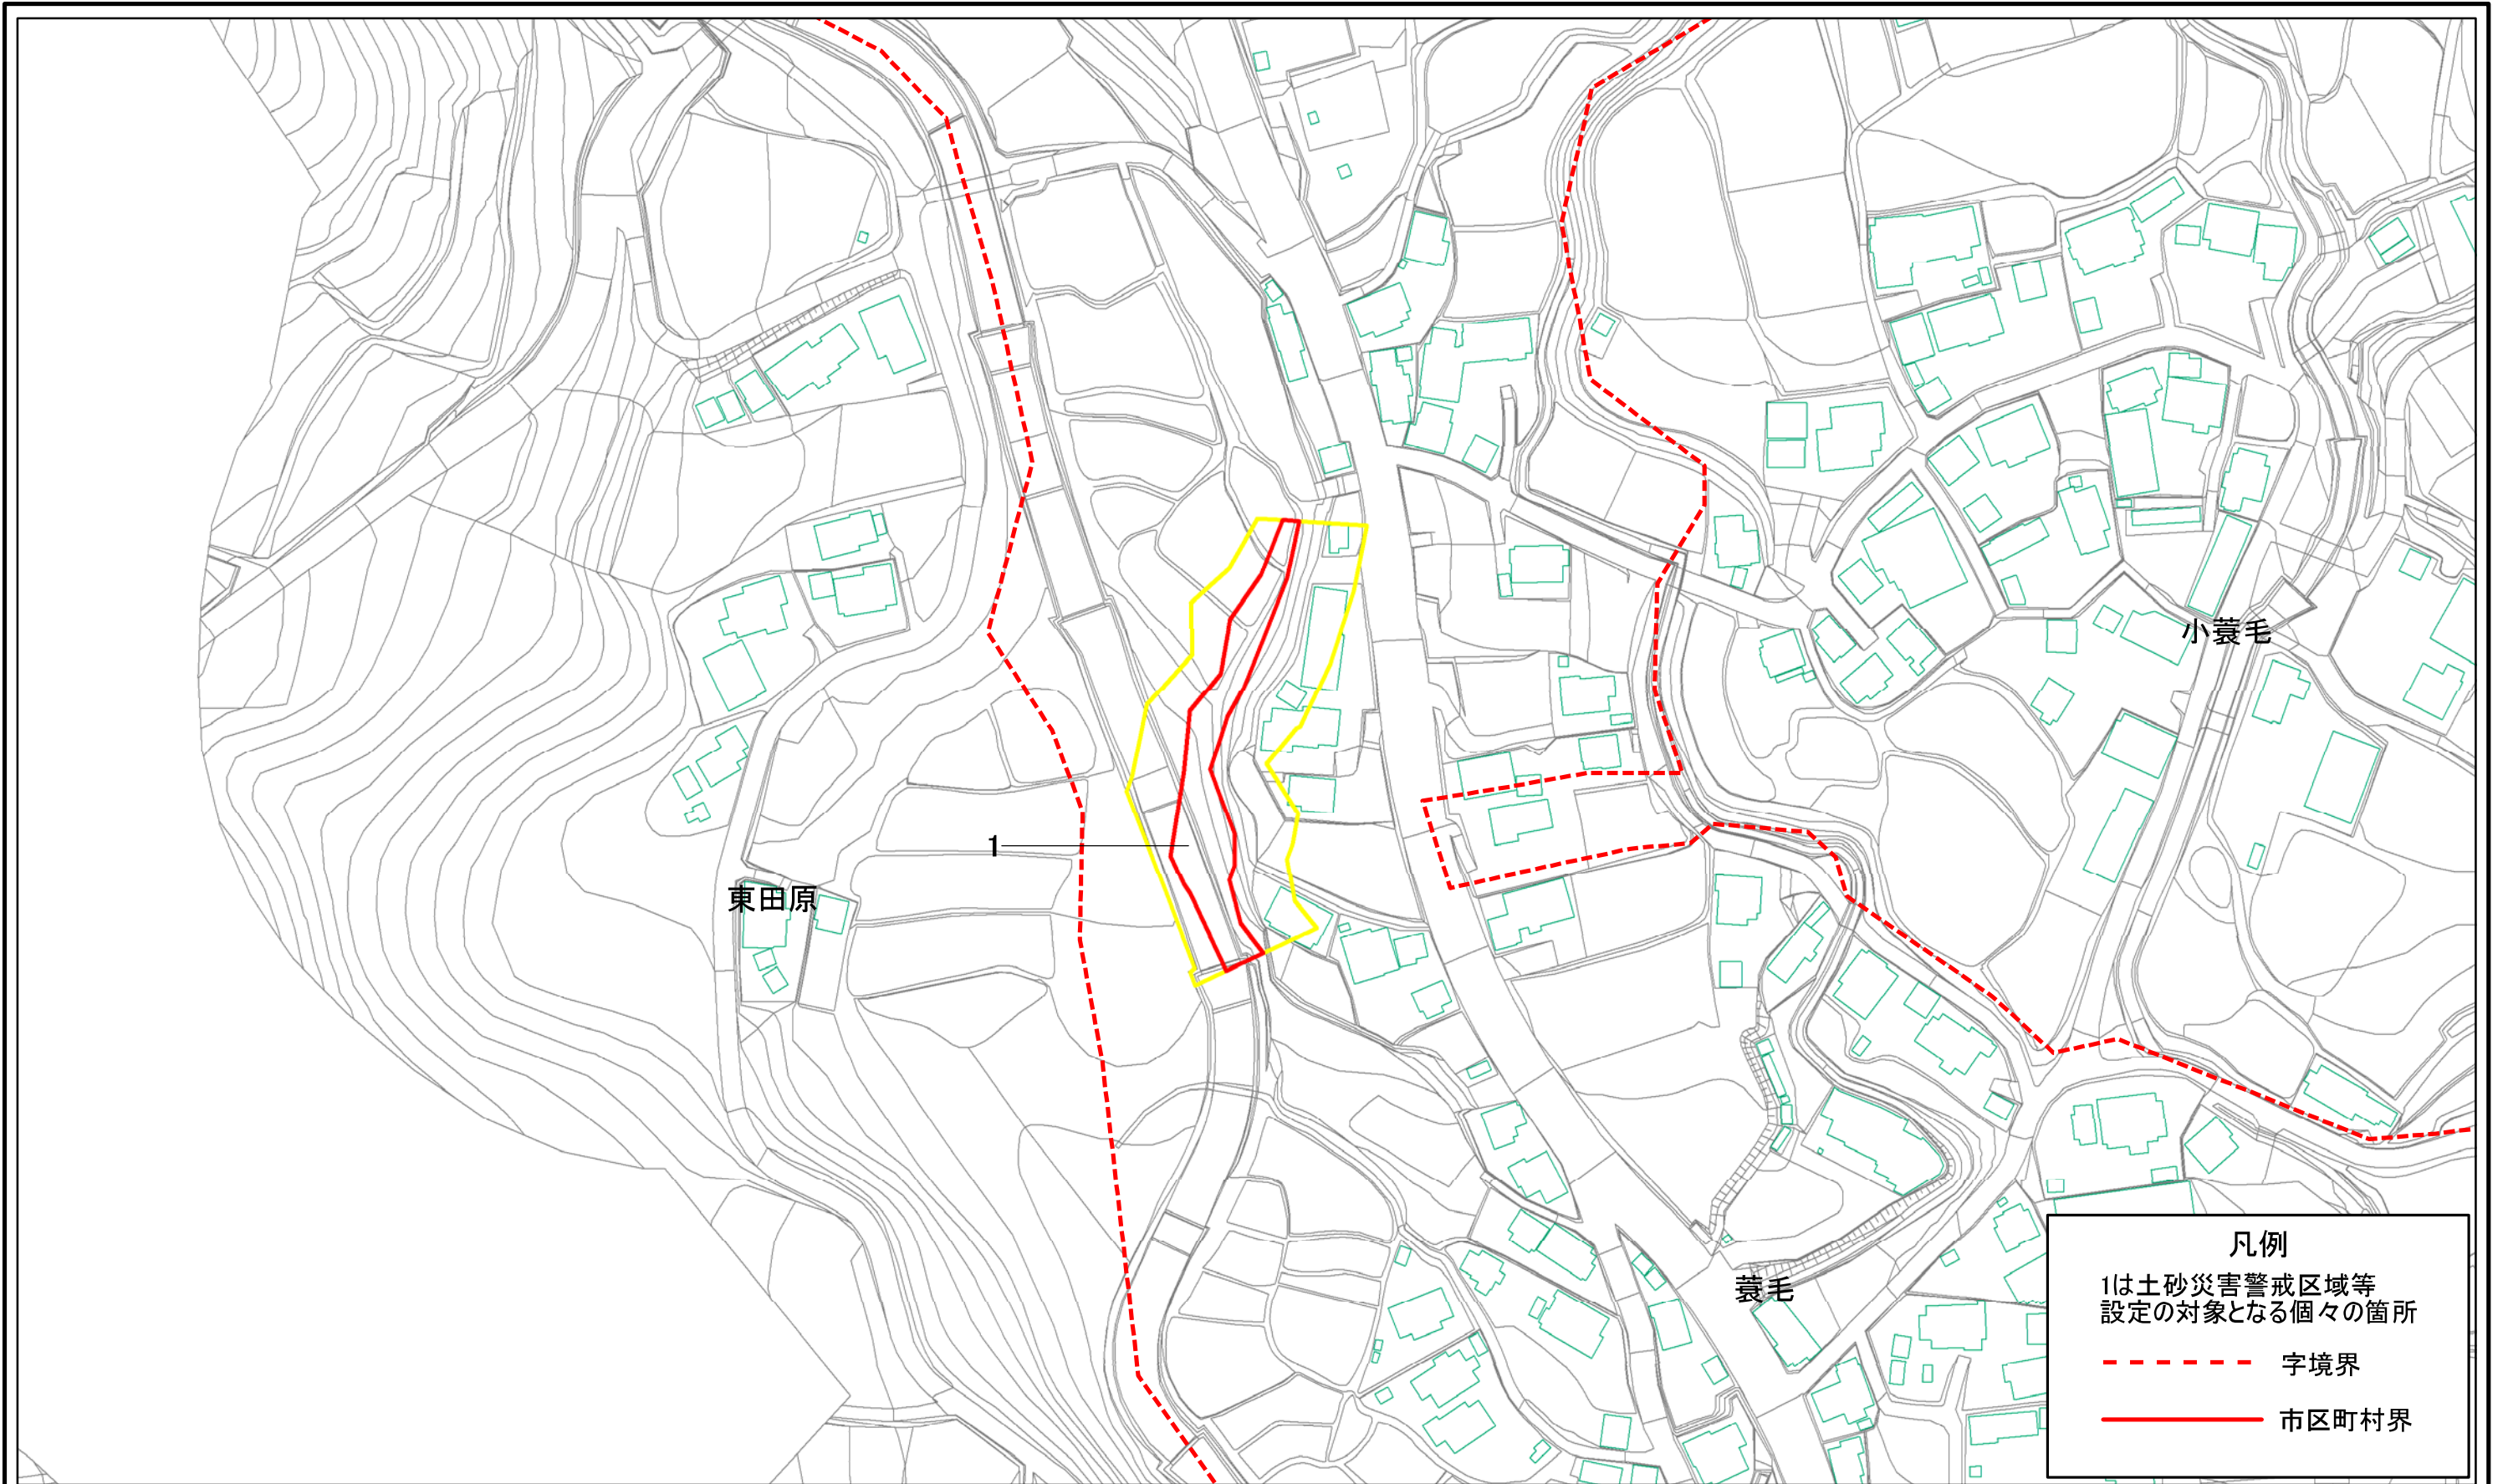 小蓑毛
1
東田原
蓑毛
凡例
1は土砂災害警戒区域等
設定の対象となる個々の箇所
字境界
市区町村界